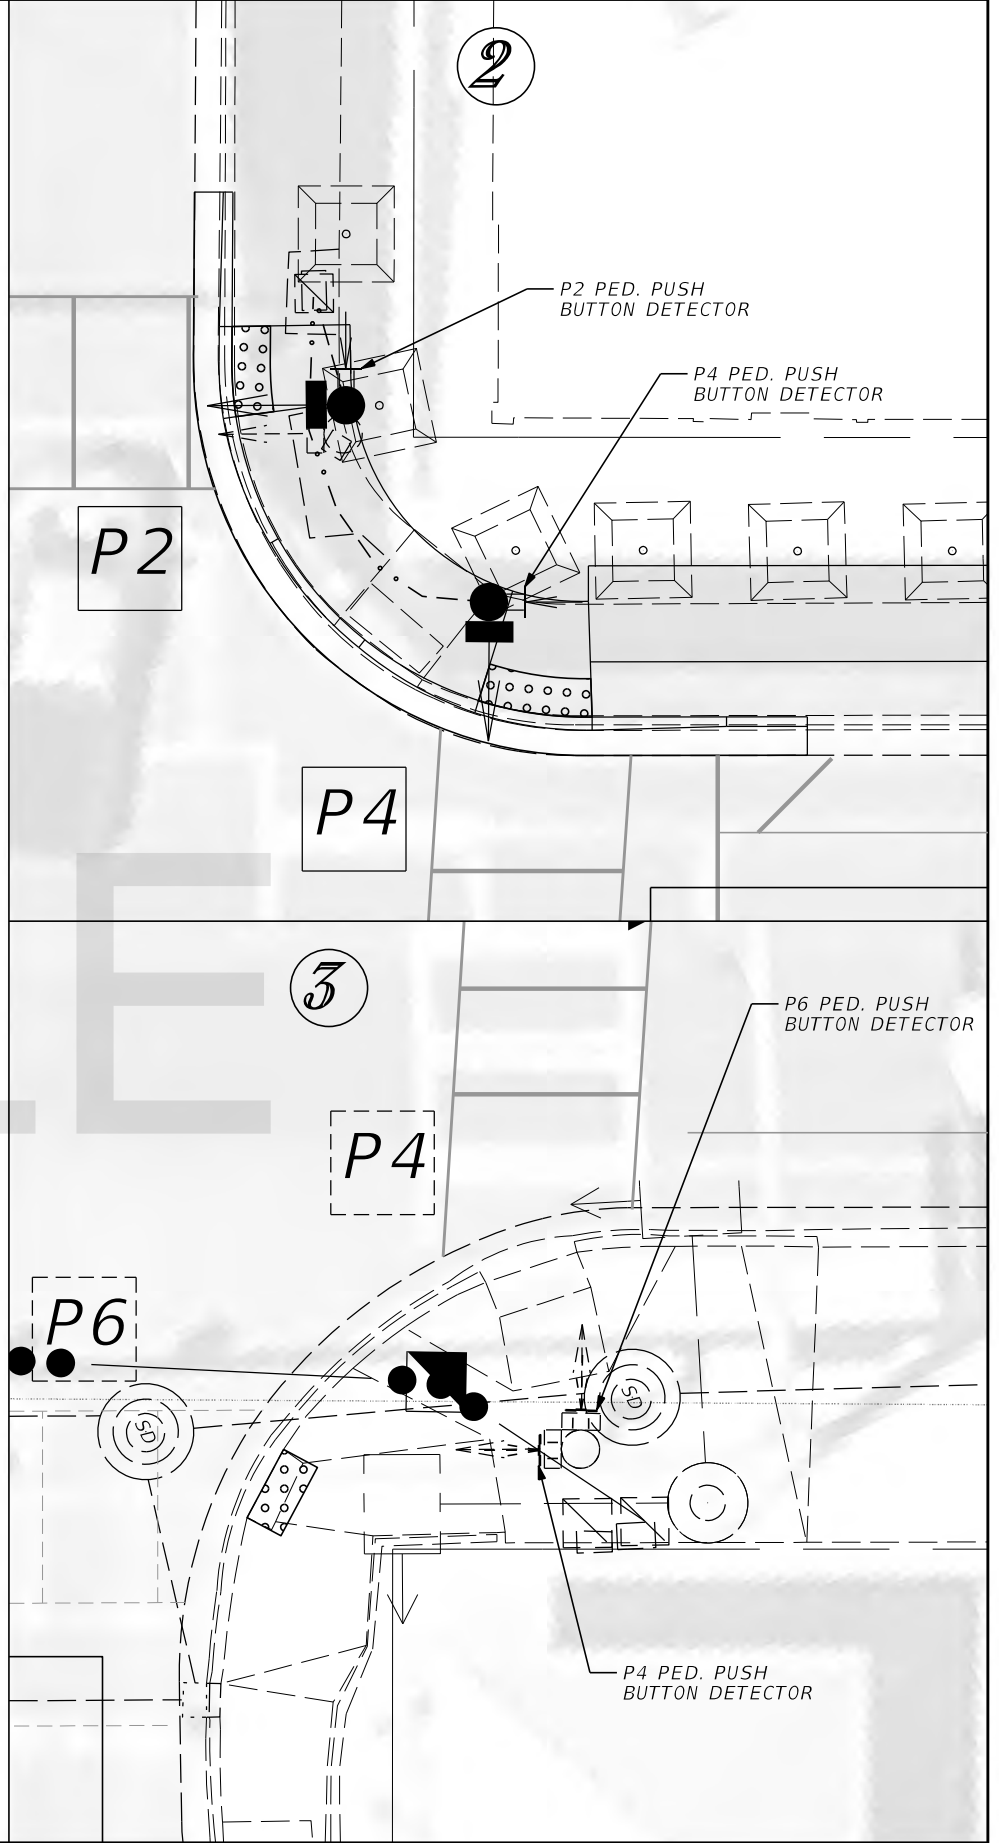 2
P2 PED. PUSH
BUTTON DETECTOR
P4 PED. PUSH
BUTTON DETECTOR
P2
P4
E
3
P6 PED. PUSH
BUTTON DETECTOR
P4
P6
SD
SD
P4 PED. PUSH
BUTTON DETECTOR